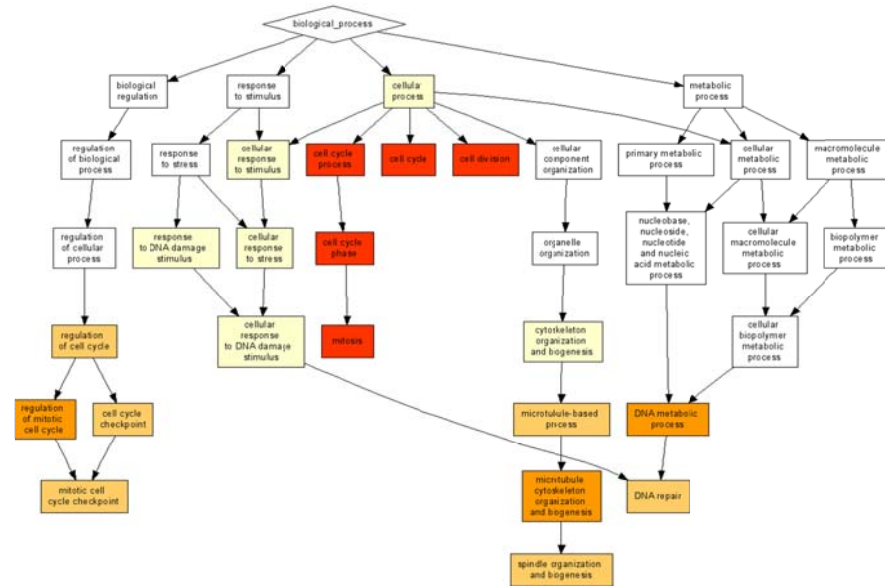 biological_process
biological
regulation
response
to stimulus
cellular
process
metabolic
process
regulation
of biological
process
response
to stress
cellular
response
to stimulus
cell cycle
process
cell cycle
cell division
cellular
component
organization
primary metabolic
process
cellular
metabolic
process
macromolecule
metabolic
process
regulation
of cellular
process
response
to DNA damage
stimulus
cellular
response
to stress
cell cycle
phase
organelle
organization
nucleobase,
nucleoside,
nucleotide
and nucleic
acid metabolic
process
cellular
macromolecule
metabolic
process
biopolymer
metabolic
process
regulation
of cell cycle
cellular
response
to DNA damage
stimulus
mitosis
cytoskeleton
organization
and biogenesis
cellular
biopolymer
metabolic
process
regulation
of mitotic
cell cycle
cell cycle
checkpoint
microtubule-based
process
DNA metabolic
process
mitotic cell
cycle checkpoint
microtubule
cytoskeleton
organization
and biogenesis
DNA repair
spindle organization
and biogenesis